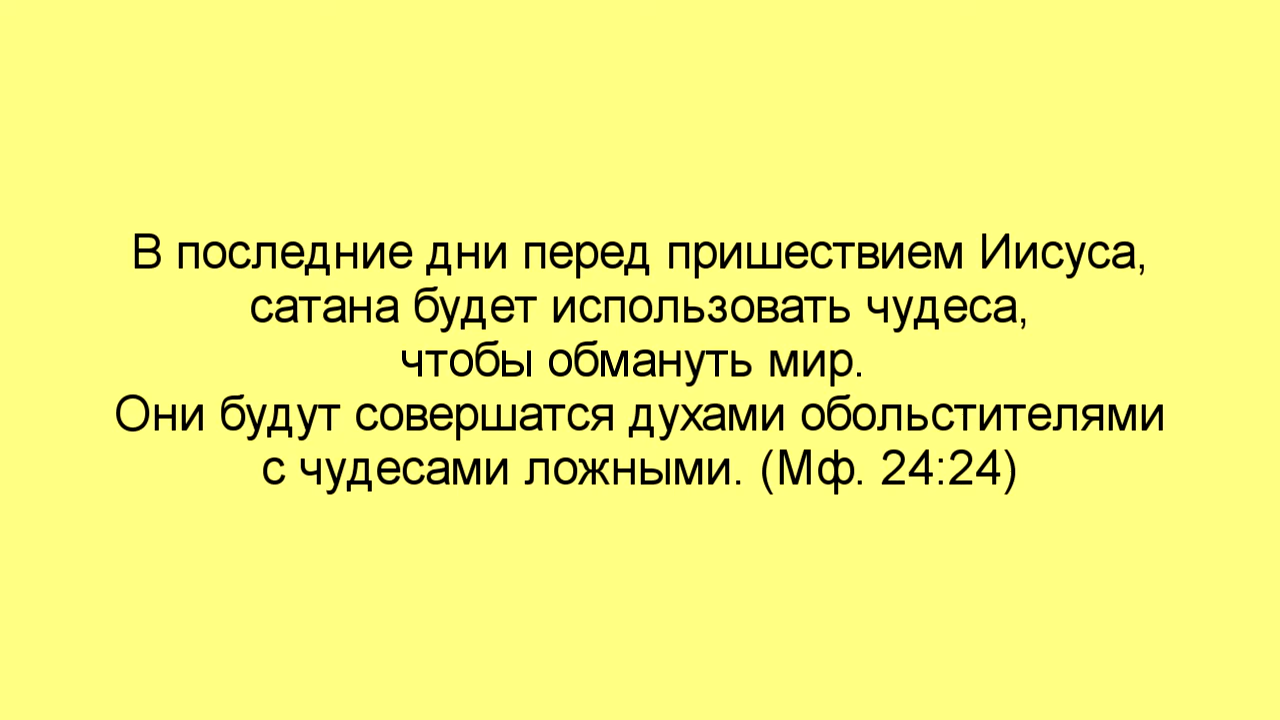 В последние дни перед пришествием Иисуса,
сатана будет использовать чудеса,
чтобы обмануть мир.
Они будут совершатся духами обольстителями
с чудесами ложными. (Мф. 24:24)